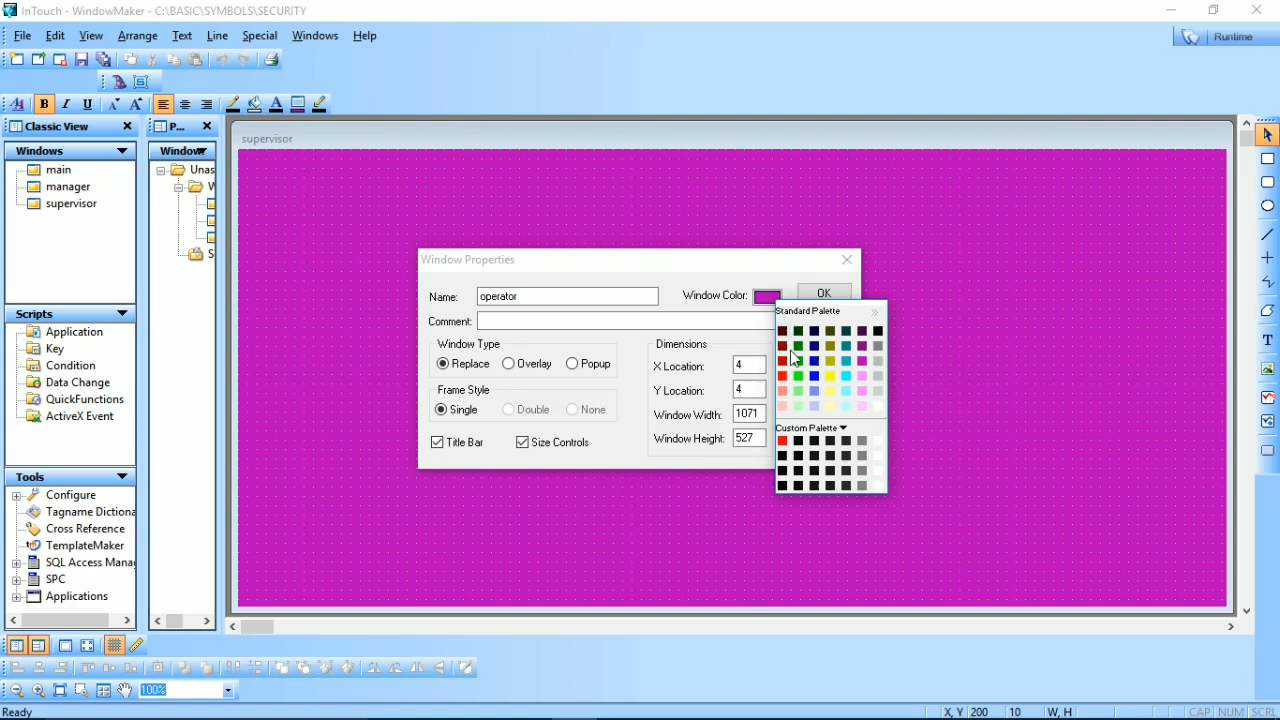 InTouch - WindowMaker - C:\BASIC\SYMBOLS\SECURITY
File Edit View Arrange Text Line Special Windows Help
Runtime
Classic View
P...
Windows
main
manager
supervisor
Window
Unas
W
S
Scripts
Application
Key
Condition
Data Change
QuickFunctions
ActiveX Event
Tools
Configure
Tagname Dictiona
Cross Reference
TemplateMaker
SQL Access Mana
SPC
Applications
supervisor
Window Properties
Name: operator
Window Color:
OK
Comment:
Window Type
Replace Overlay Popup
Frame Style
Single Double None
Title Bar Size Controls
Dimensions
X Location: 4
Y Location: 4
Window Width: 1071
Window Height: 527
Standard Palette
Custom Palette
100%
Ready
X, Y 200 10 W, H
CAP NUM SCRL